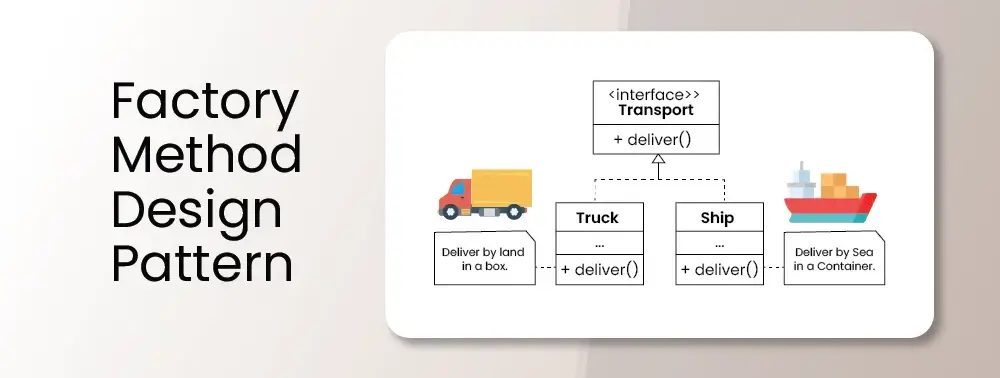 Factory
Method
Design
Pattern
<interface>>
Transport
+ deliver()
Truck
...
+ deliver()
Ship
...
+ deliver()
Deliver by land
in a box.
Deliver by Sea
in a Container.